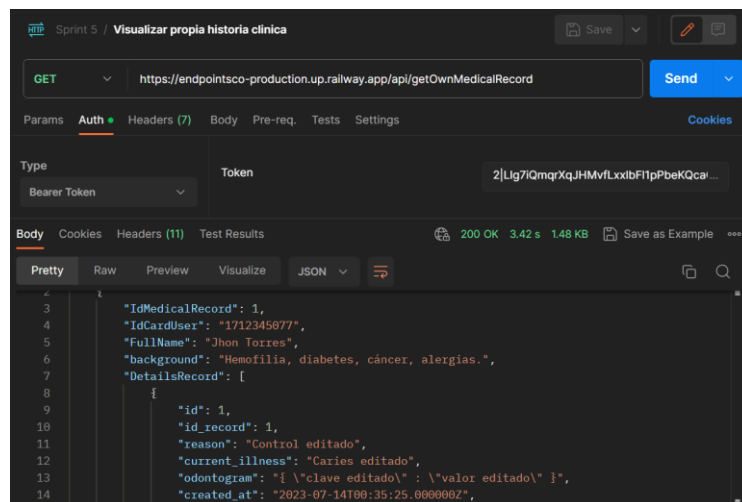 HTTP Sprint 5 / Visualizar propia historia clinica Save
GET https://endpointsco-production.up.railway.app/api/getOwnMedicalRecord Send
Params Auth Headers (7) Body Pre-req. Tests Settings Cookies
Type
Token
Bearer Token
Body Cookies Headers (11) Test Results 200 OK 3.42 s 1.48 KB Save as Example
Pretty Raw Preview Visualize JSON
2 {
3 "IdMedicalRecord": 1,
4 "IdCardUser": "1712345077",
5 "FullName": "Jhon Torres",
6 "background": "Hemofilia, diabetes, cáncer, alergias.",
7 "DetailsRecord": [
8 {
9 "id": 1,
10 "id_record": 1,
11 "reason": "Control editado",
12 "current_illness": "Caries editado",
13 "odontogram": "{ \"clave editado\" : \"valor editado\" }",
14 "created_at": "2023-07-14T00:35:25.000000Z",